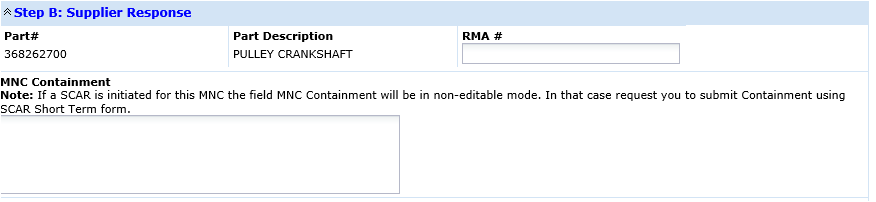 Step B: Supplier Response
Part# Part Description RMA #
368262700 PULLEY CRANKSHAFT
MNC Containment
Note: If a SCAR is initiated for this MNC the field MNC Containment will be in non-editable mode. In that case request you to submit Containment using
SCAR Short Term form.